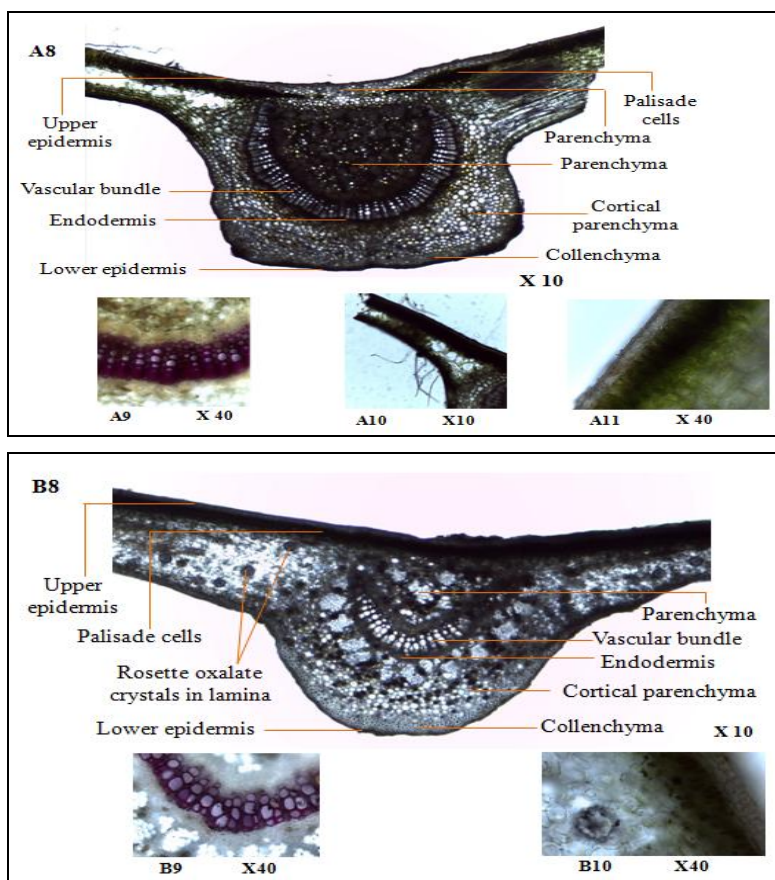 A8
Upper
epidermis
Palisade
cells
Parenchyma
Parenchyma
Vascular bundle
Endodermis
Cortical
parenchyma
Collenchyma
Lower epidermis
X 10
A9 X 40
A10 X10
A11 X 40
B8
Upper
epidermis
Palisade cells
Rosette oxalate
crystals in lamina
Parenchyma
Vascular bundle
Endodermis
Cortical parenchyma
Lower epidermis
Collenchyma
X 10
B9 X40
B10 X40